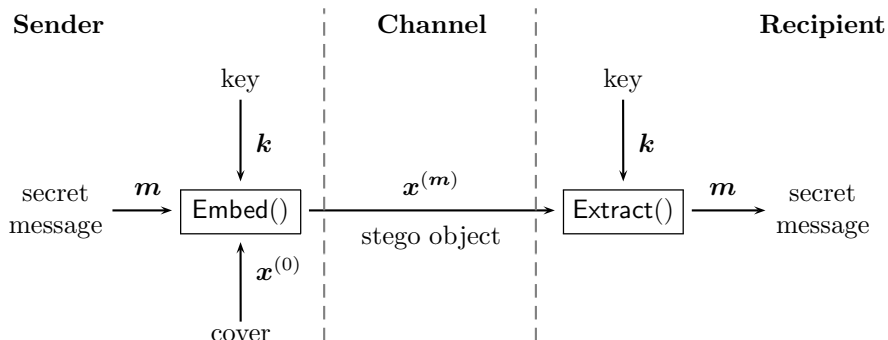 Sender Channel Recipient
key key
k k
secret message m Embed() x^(m) Extract() m secret message
stego object
x^(0)
cover